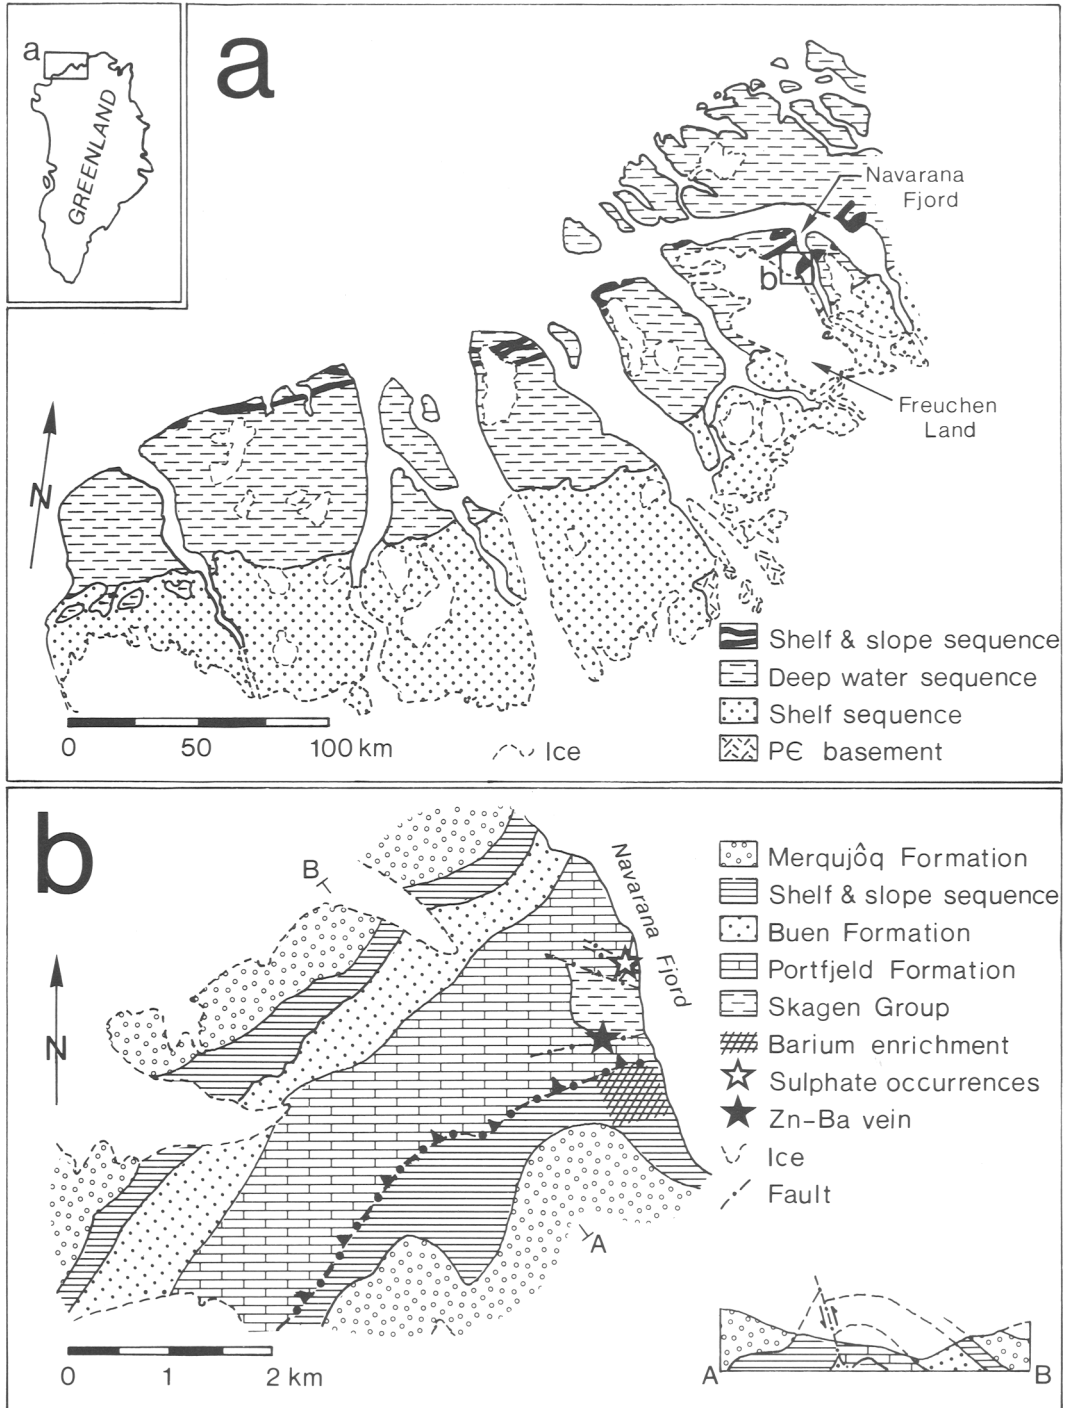 a
GREENLAND
a
Navarana
Fjord
b
Freuchen
Land
N
Shelf & slope sequence
Deep water sequence
Shelf sequence
PЄ basement
0 50 100 km
Ice
b
B
Navarana Fjord
N
A
Merqujôq Formation
Shelf & slope sequence
Buen Formation
Portfjeld Formation
Skagen Group
Barium enrichment
Sulphate occurrences
Zn-Ba vein
Ice
Fault
0 1 2 km
A B